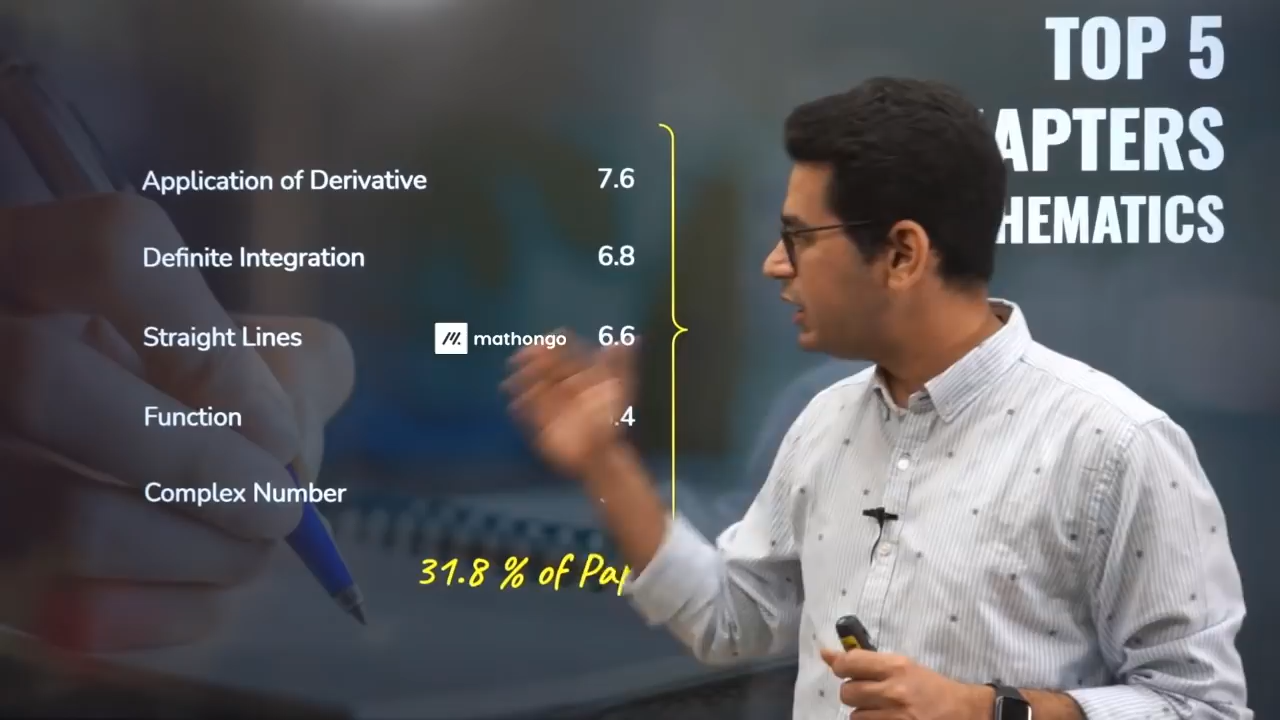 TOP 5
APTERS
HEMATICS
Application of Derivative 7.6
Definite Integration 6.8
Straight Lines mathongo 6.6
Function .4
Complex Number
31.8 % of Pap